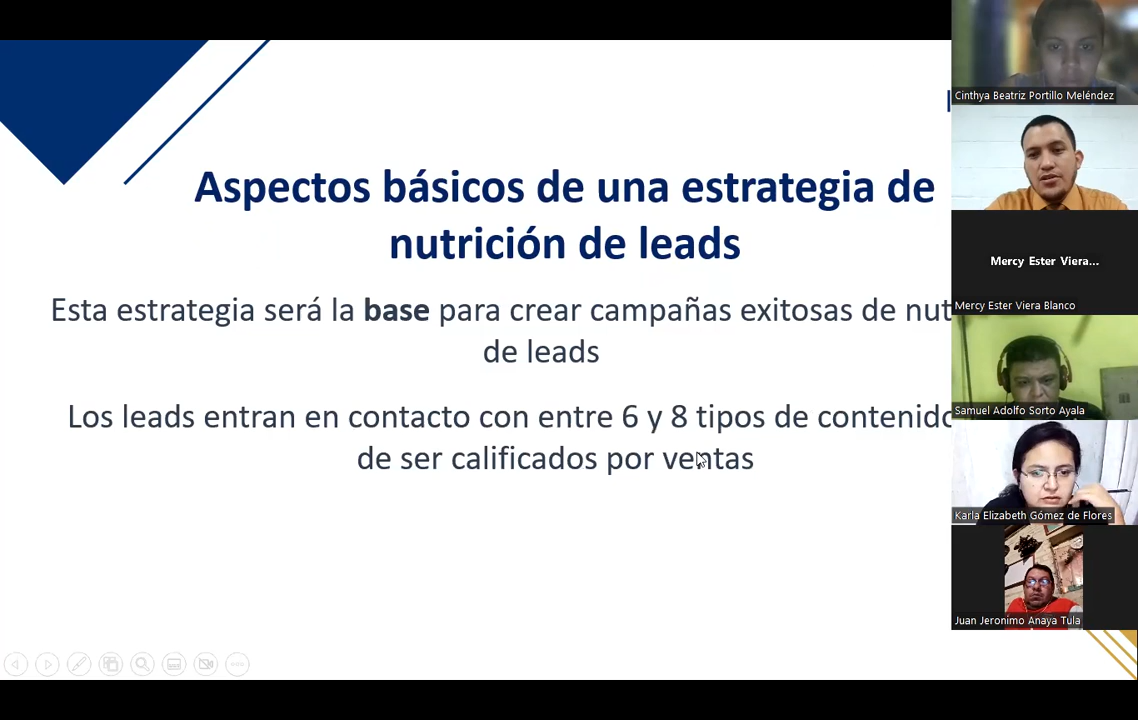 Aspectos básicos de una estrategia de
nutrición de leads
Esta estrategia será la base para crear campañas exitosas de nut
de leads
Los leads entran en contacto con entre 6 y 8 tipos de contenido
de ser calificados por ventas
Cinthya Beatriz Portillo Meléndez
Mercy Ester Viera...
Mercy Ester Viera Blanco
Samuel Adolfo Sorto Ayala
Karla Elizabeth Gómez de Flores
Juan Jeronimo Anaya Tula